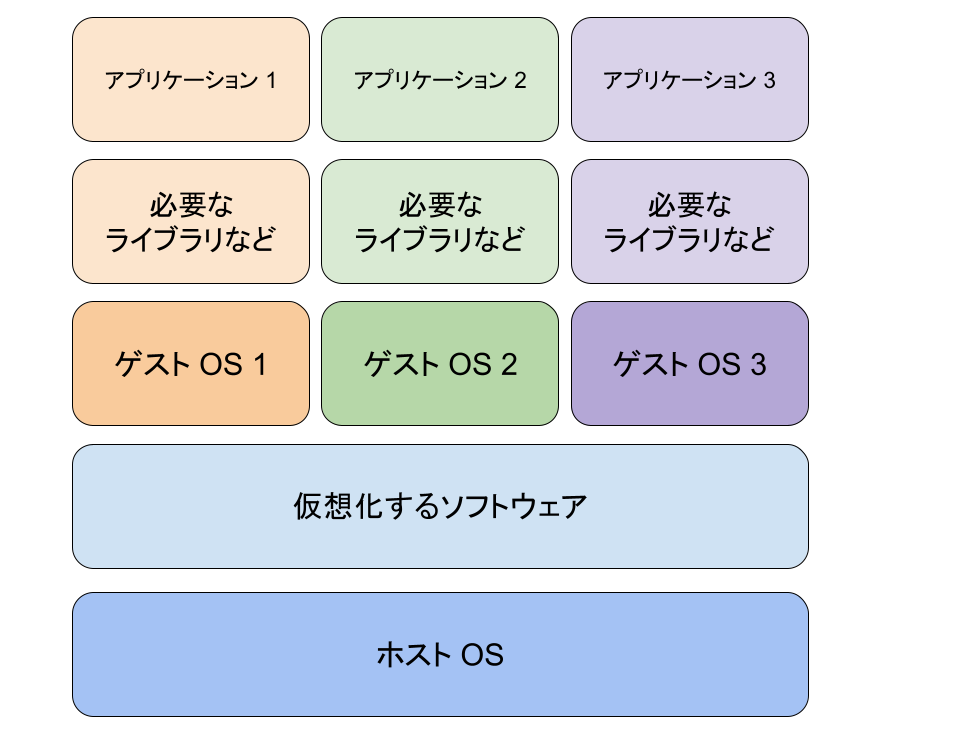 アプリケーション 1
アプリケーション 2
アプリケーション 3
必要な
ライブラリなど
必要な
ライブラリなど
必要な
ライブラリなど
ゲスト OS 1
ゲスト OS 2
ゲスト OS 3
仮想化するソフトウェア
ホスト OS